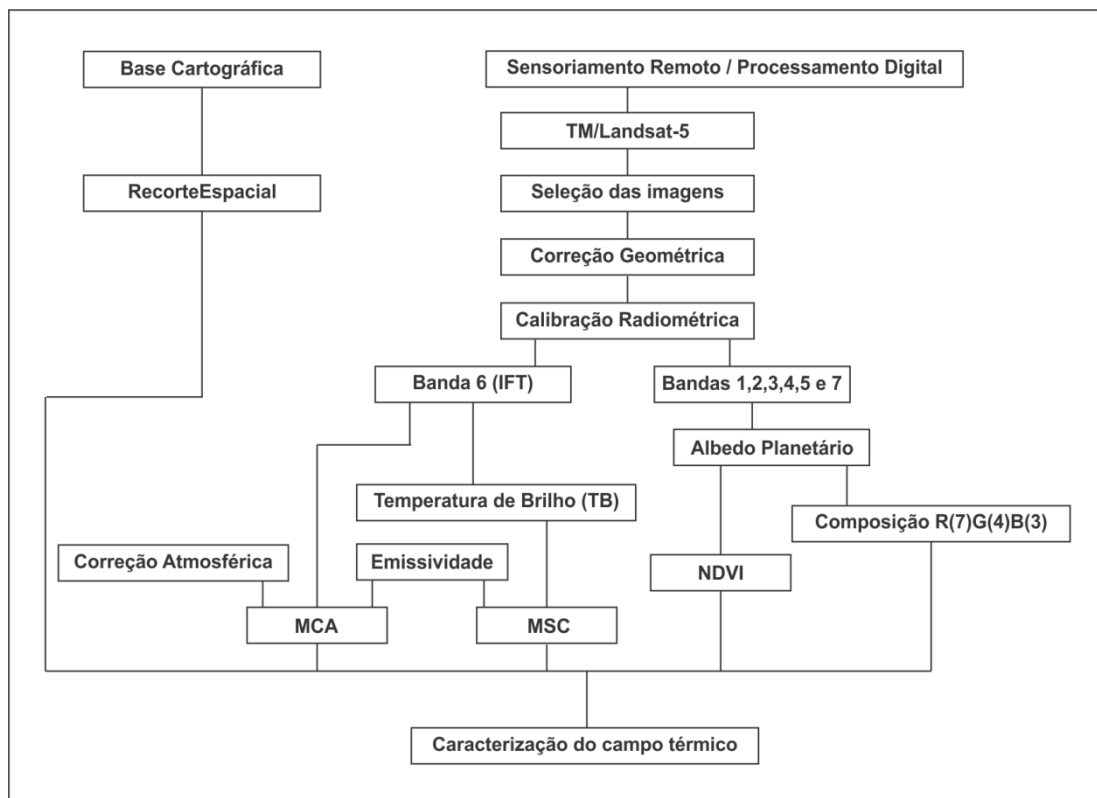 Base Cartográfica
Sensoriamento Remoto / Processamento Digital
TM/Landsat-5
RecorteEspacial
Seleção das imagens
Correção Geométrica
Calibração Radiométrica
Banda 6 (IFT)
Bandas 1,2,3,4,5 e 7
Albedo Planetário
Temperatura de Brilho (TB)
Composição R(7)G(4)B(3)
Correção Atmosférica
Emissividade
NDVI
MCA
MSC
Caracterização do campo térmico